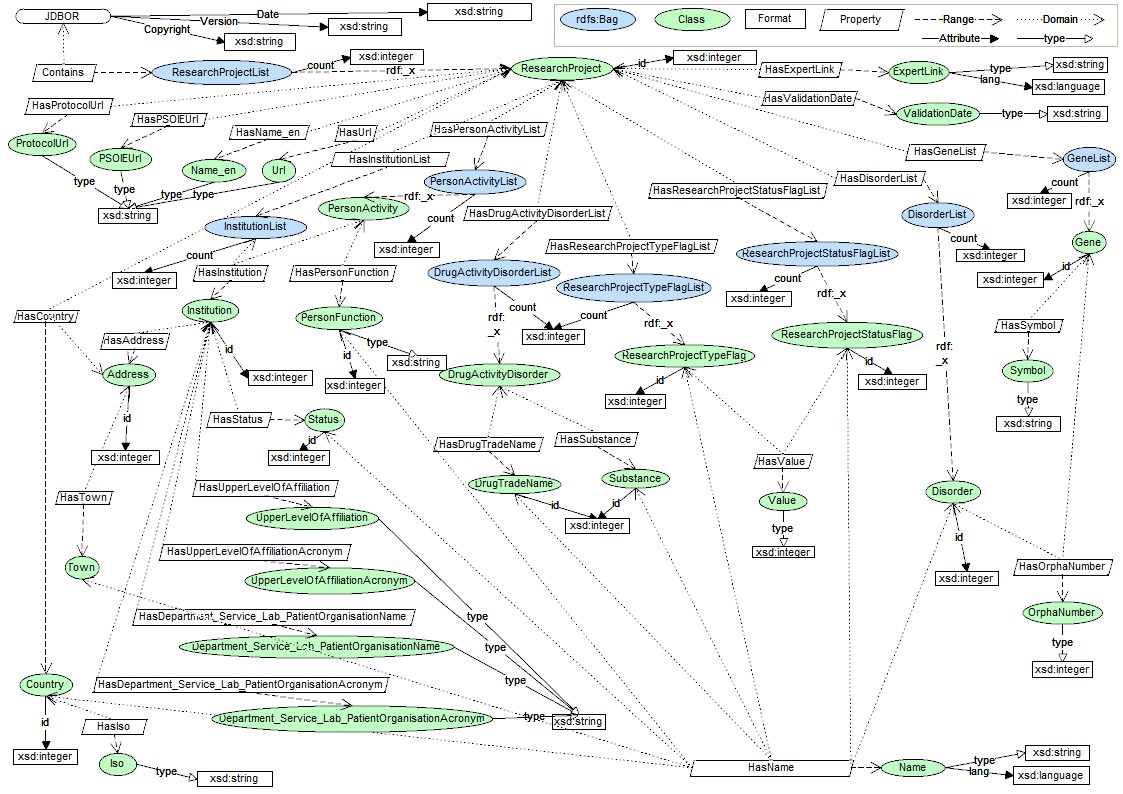 JDBOR
Date
xsd:string
Version
xsd:string
Copyright
xsd:string
rdfs:Bag
Class
Format
Property
Range
Domain
Attribute
type
Contains
ResearchProjectList
count
xsd:integer
rdf:_x
ResearchProject
id
xsd:integer
HasExpertLink
ExpertLink
type
xsd:string
lang
xsd:language
HasProtocolUrl
HasPSOIEUrl
HasName_en
HasUrl
HasPersonActivityList
HasValidationDate
ValidationDate
type
xsd:string
ProtocolUrl
PSOIEUrl
Name_en
Url
HasInstitutionList
HasGeneList
GeneList
type
type
type
type
xsd:string
PersonActivityList
rdf:_x
HasResearchProjectStatusFlagList
HasDisorderList
count
xsd:integer
rdf:_x
InstitutionList
PersonActivity
count
xsd:integer
HasDrugActivityDisorderList
DisorderList
count
xsd:integer
Gene
id
xsd:integer
count
xsd:integer
HasInstitution
HasPersonFunction
HasResearchProjectTypeFlagList
ResearchProjectStatusFlagList
count
xsd:integer
rdf:_x
DrugActivityDisorderList
ResearchProjectTypeFlagList
HasCountry
Institution
PersonFunction
rdf:
_x
count
count
xsd:integer
rdf:_x
ResearchProjectStatusFlag
HasSymbol
HasAddress
id
xsd:integer
id
xsd:integer
type
xsd:string
ResearchProjectTypeFlag
id
xsd:integer
id
xsd:integer
rdf:
_x
Symbol
type
xsd:string
Address
id
xsd:integer
DrugActivityDisorder
HasStatus
Status
id
xsd:integer
HasDrugTradeName
HasSubstance
HasValue
HasTown
HasUpperLevelOfAffiliation
UpperLevelOfAffiliation
DrugTradeName
Substance
id
id
xsd:integer
Value
type
xsd:integer
Disorder
id
xsd:integer
Town
HasUpperLevelOfAffiliationAcronym
UpperLevelOfAffiliationAcronym
HasOrphaNumber
OrphaNumber
type
xsd:integer
HasDepartment_Service_Lab_PatientOrganisationName
Department_Service_Lab_PatientOrganisationName
type
type
type
Country
HasDepartment_Service_Lab_PatientOrganisationAcronym
Department_Service_Lab_PatientOrganisationAcronym
type
xsd:string
id
xsd:integer
HasIso
Iso
type
xsd:string
HasName
Name
type
xsd:string
lang
xsd:language